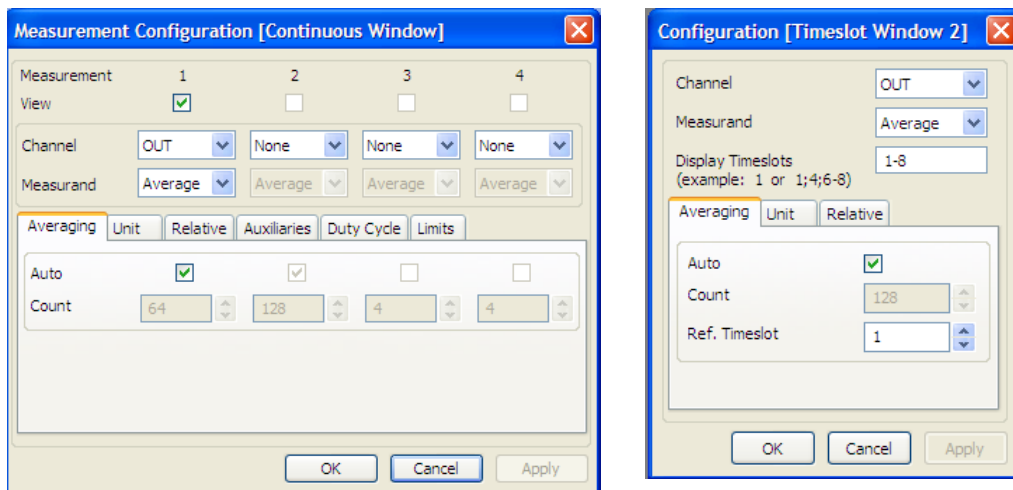 Measurement Configuration [Continuous Window]
Measurement 1 2 3 4
View
Channel OUT None None None
Measurand Average Average Average Average
Averaging Unit Relative Auxiliaries Duty Cycle Limits
Auto
Count 64 128 4 4
OK Cancel Apply
Configuration [Timeslot Window 2]
Channel OUT
Measurand Average
Display Timeslots 1-8
(example: 1 or 1;4;6-8)
Averaging Unit Relative
Auto
Count 128
Ref. Timeslot 1
OK Cancel Apply